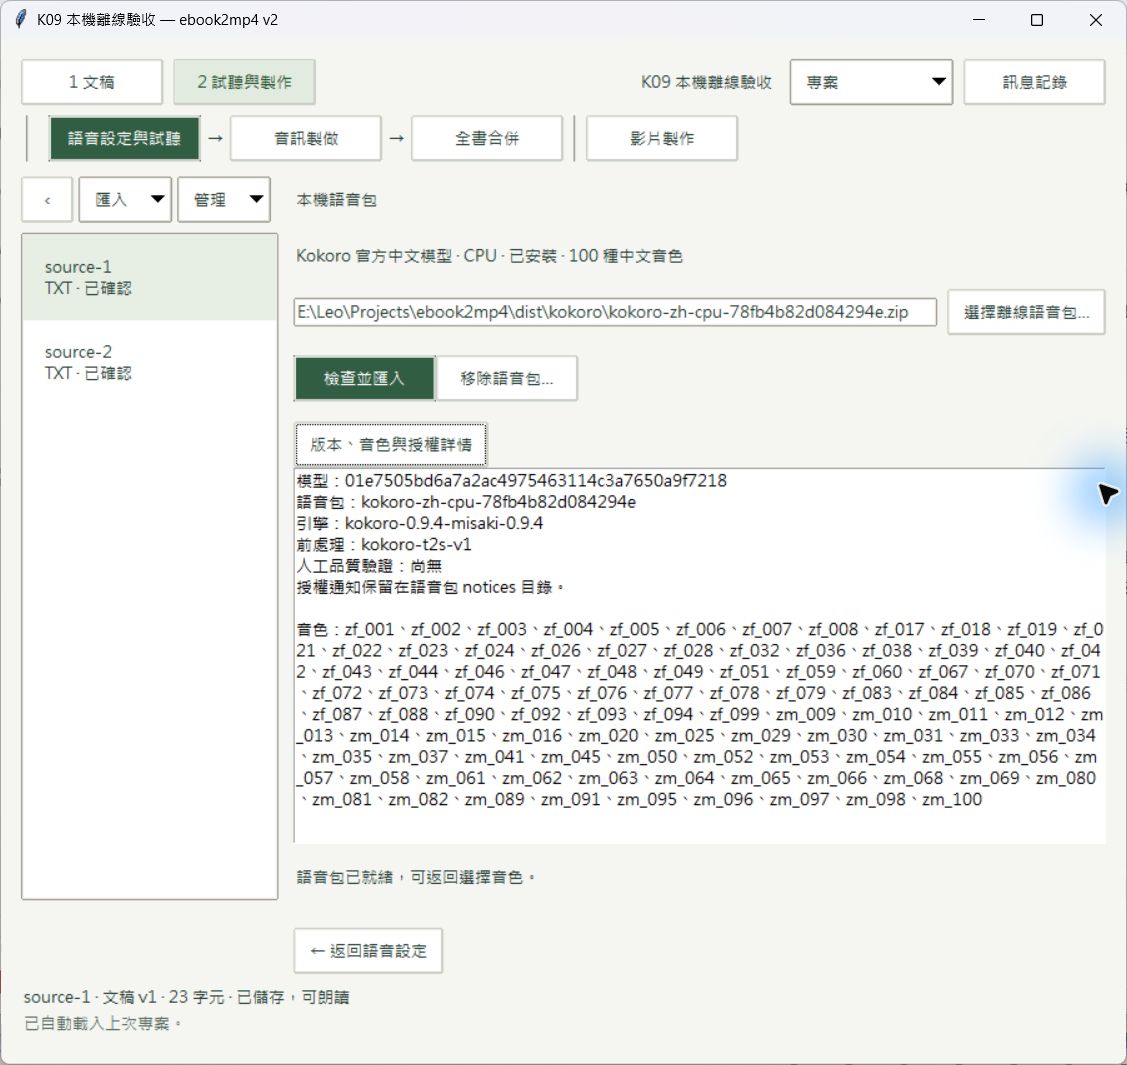 K09 本機離線驗收 — ebook2mp4 v2
1 文稿
2 試聽與製作
K09 本機離線驗收
專案
訊息記錄
語音設定與試聽
→
音訊製做
→
全書合併
影片製作
‹
匯入
管理
本機語音包
source-1
TXT · 已確認
source-2
TXT · 已確認
Kokoro 官方中文模型 · CPU · 已安裝 · 100 種中文音色
E:\Leo\Projects\ebook2mp4\dist\kokoro\kokoro-zh-cpu-78fb4b82d084294e.zip
選擇離線語音包...
檢查並匯入
移除語音包...
版本、音色與授權詳情
模型：01e7505bd6a7a2ac4975463114c3a7650a9f7218
語音包：kokoro-zh-cpu-78fb4b82d084294e
引擎：kokoro-0.9.4-misaki-0.9.4
前處理：kokoro-t2s-v1
人工品質驗證：尚無
授權通知保留在語音包 notices 目錄。
音色：zf_001、zf_002、zf_003、zf_004、zf_005、zf_006、zf_007、zf_008、zf_017、zf_018、zf_019、zf_0
21、zf_022、zf_023、zf_024、zf_026、zf_027、zf_028、zf_032、zf_036、zf_038、zf_039、zf_040、zf_04
2、zf_043、zf_044、zf_046、zf_047、zf_048、zf_049、zf_051、zf_059、zf_060、zf_067、zf_070、zf_071
、zf_072、zf_073、zf_074、zf_075、zf_076、zf_077、zf_078、zf_079、zf_083、zf_084、zf_085、zf_086
、zf_087、zf_088、zf_090、zf_092、zf_093、zf_094、zf_099、zm_009、zm_010、zm_011、zm_012、zm
_013、zm_014、zm_015、zm_016、zm_020、zm_025、zm_029、zm_030、zm_031、zm_033、zm_034
、zm_035、zm_037、zm_041、zm_045、zm_050、zm_052、zm_053、zm_054、zm_055、zm_056、zm
_057、zm_058、zm_061、zm_062、zm_063、zm_064、zm_065、zm_066、zm_068、zm_069、zm_080
、zm_081、zm_082、zm_089、zm_091、zm_095、zm_096、zm_097、zm_098、zm_100
語音包已就緒，可返回選擇音色。
← 返回語音設定
source-1 · 文稿 v1 · 23 字元 · 已儲存，可朗讀
已自動載入上次專案。